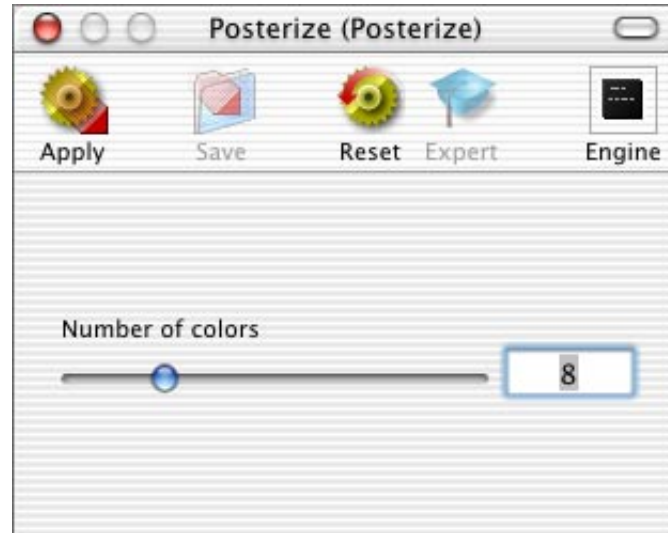 Posterize (Posterize)
Apply Save Reset Expert Engine
Number of colors
8